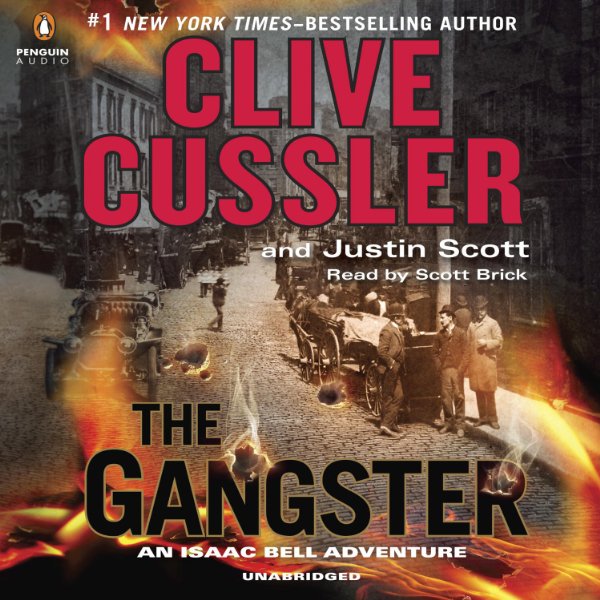 Penguin
Audio
#1 NEW YORK TIMES–BESTSELLING AUTHOR
CLIVE
CUSSLER
and Justin Scott
Read by Scott Brick
THE
GANGSTER
AN ISAAC BELL ADVENTURE
UNABRIDGED